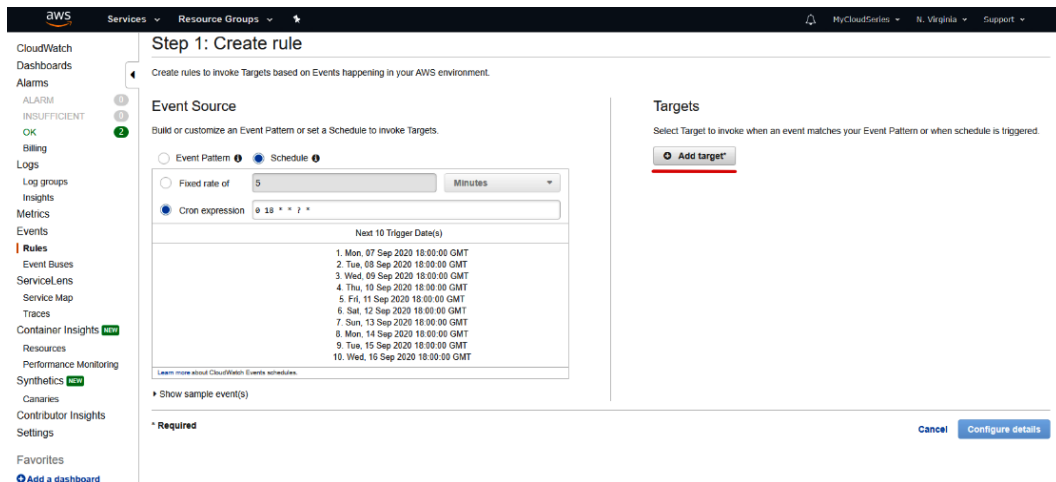 aws Services Resource Groups MyCloudSeries N. Virginia Support
CloudWatch
Dashboards
Alarms
ALARM 0
INSUFFICIENT 0
OK 2
Billing
Logs
Log groups
Insights
Metrics
Events
Rules
Event Buses
ServiceLens
Service Map
Traces
Container Insights NEW
Resources
Performance Monitoring
Synthetics NEW
Canaries
Contributor Insights
Settings
Favorites
Add a dashboard
Step 1: Create rule
Create rules to invoke Targets based on Events happening in your AWS environment.
Event Source
Build or customize an Event Pattern or set a Schedule to invoke Targets.
Event Pattern Schedule
Fixed rate of 5 Minutes
Cron expression 0 18 * * ? *
Next 10 Trigger Date(s)
1. Mon, 07 Sep 2020 18:00:00 GMT
2. Tue, 08 Sep 2020 18:00:00 GMT
3. Wed, 09 Sep 2020 18:00:00 GMT
4. Thu, 10 Sep 2020 18:00:00 GMT
5. Fri, 11 Sep 2020 18:00:00 GMT
6. Sat, 12 Sep 2020 18:00:00 GMT
7. Sun, 13 Sep 2020 18:00:00 GMT
8. Mon, 14 Sep 2020 18:00:00 GMT
9. Tue, 15 Sep 2020 18:00:00 GMT
10. Wed, 16 Sep 2020 18:00:00 GMT
Learn more about CloudWatch Events schedules.
Show sample event(s)
* Required
Targets
Select Target to invoke when an event matches your Event Pattern or when schedule is triggered.
Add target*
Cancel Configure details